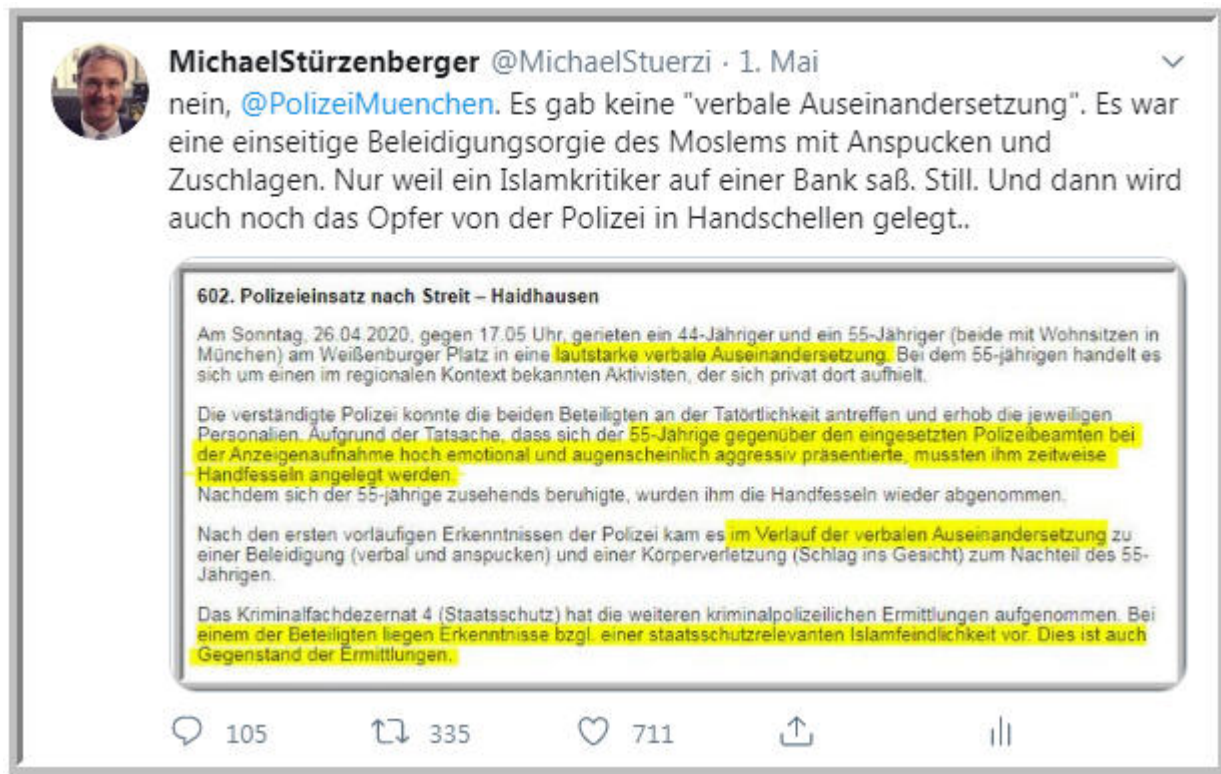 MichaelStürzenberger @MichaelStuerzi · 1. Mai
nein, @PolizeiMuenchen. Es gab keine "verbale Auseinandersetzung". Es war
eine einseitige Beleidigungsorgie des Moslems mit Anspucken und
Zuschlagen. Nur weil ein Islamkritiker auf einer Bank saß. Still. Und dann wird
auch noch das Opfer von der Polizei in Handschellen gelegt..
602. Polizeieinsatz nach Streit – Haidhausen
Am Sonntag, 26.04.2020, gegen 17.05 Uhr, gerieten ein 44-Jähriger und ein 55-Jähriger (beide mit Wohnsitzen in
München) am Weißenburger Platz in eine lautstarke verbale Auseinandersetzung. Bei dem 55-jährigen handelt es
sich um einen im regionalen Kontext bekannten Aktivisten, der sich privat dort aufhielt.
Die verständigte Polizei konnte die beiden Beteiligten an der Tatörtlichkeit antreffen und erhob die jeweiligen
Personalien. Aufgrund der Tatsache, dass sich der 55-Jährige gegenüber den eingesetzten Polizeibeamten bei
der Anzeigenaufnahme hoch emotional und augenscheinlich aggressiv präsentierte, mussten ihm zeitweise
Handfesseln angelegt werden.
Nachdem sich der 55-jährige zusehends beruhigte, wurden ihm die Handfesseln wieder abgenommen.
Nach den ersten vorläufigen Erkenntnissen der Polizei kam es im Verlauf der verbalen Auseinandersetzung zu
einer Beleidigung (verbal und anspucken) und einer Körperverletzung (Schlag ins Gesicht) zum Nachteil des 55-
Jährigen.
Das Kriminalfachdezernat 4 (Staatsschutz) hat die weiteren kriminalpolizeilichen Ermittlungen aufgenommen. Bei
einem der Beteiligten liegen Erkenntnisse bzgl. einer staatsschutzrelevanten Islamfeindlichkeit vor. Dies ist auch
Gegenstand der Ermittlungen.
105 335 711